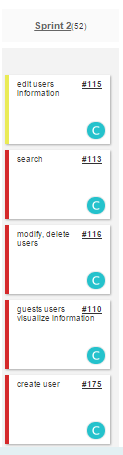 Sprint 2(52)
edit users #115
information
C
search #113
C
modify, delete #116
users
C
guests users #110
visualize information
C
create user #175
C